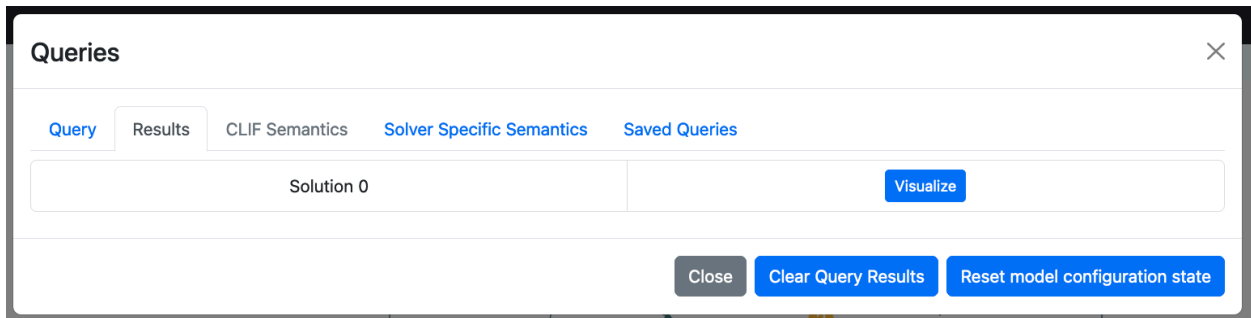 Queries
Query Results CLIF Semantics Solver Specific Semantics Saved Queries
Solution 0 Visualize
Close Clear Query Results Reset model configuration state